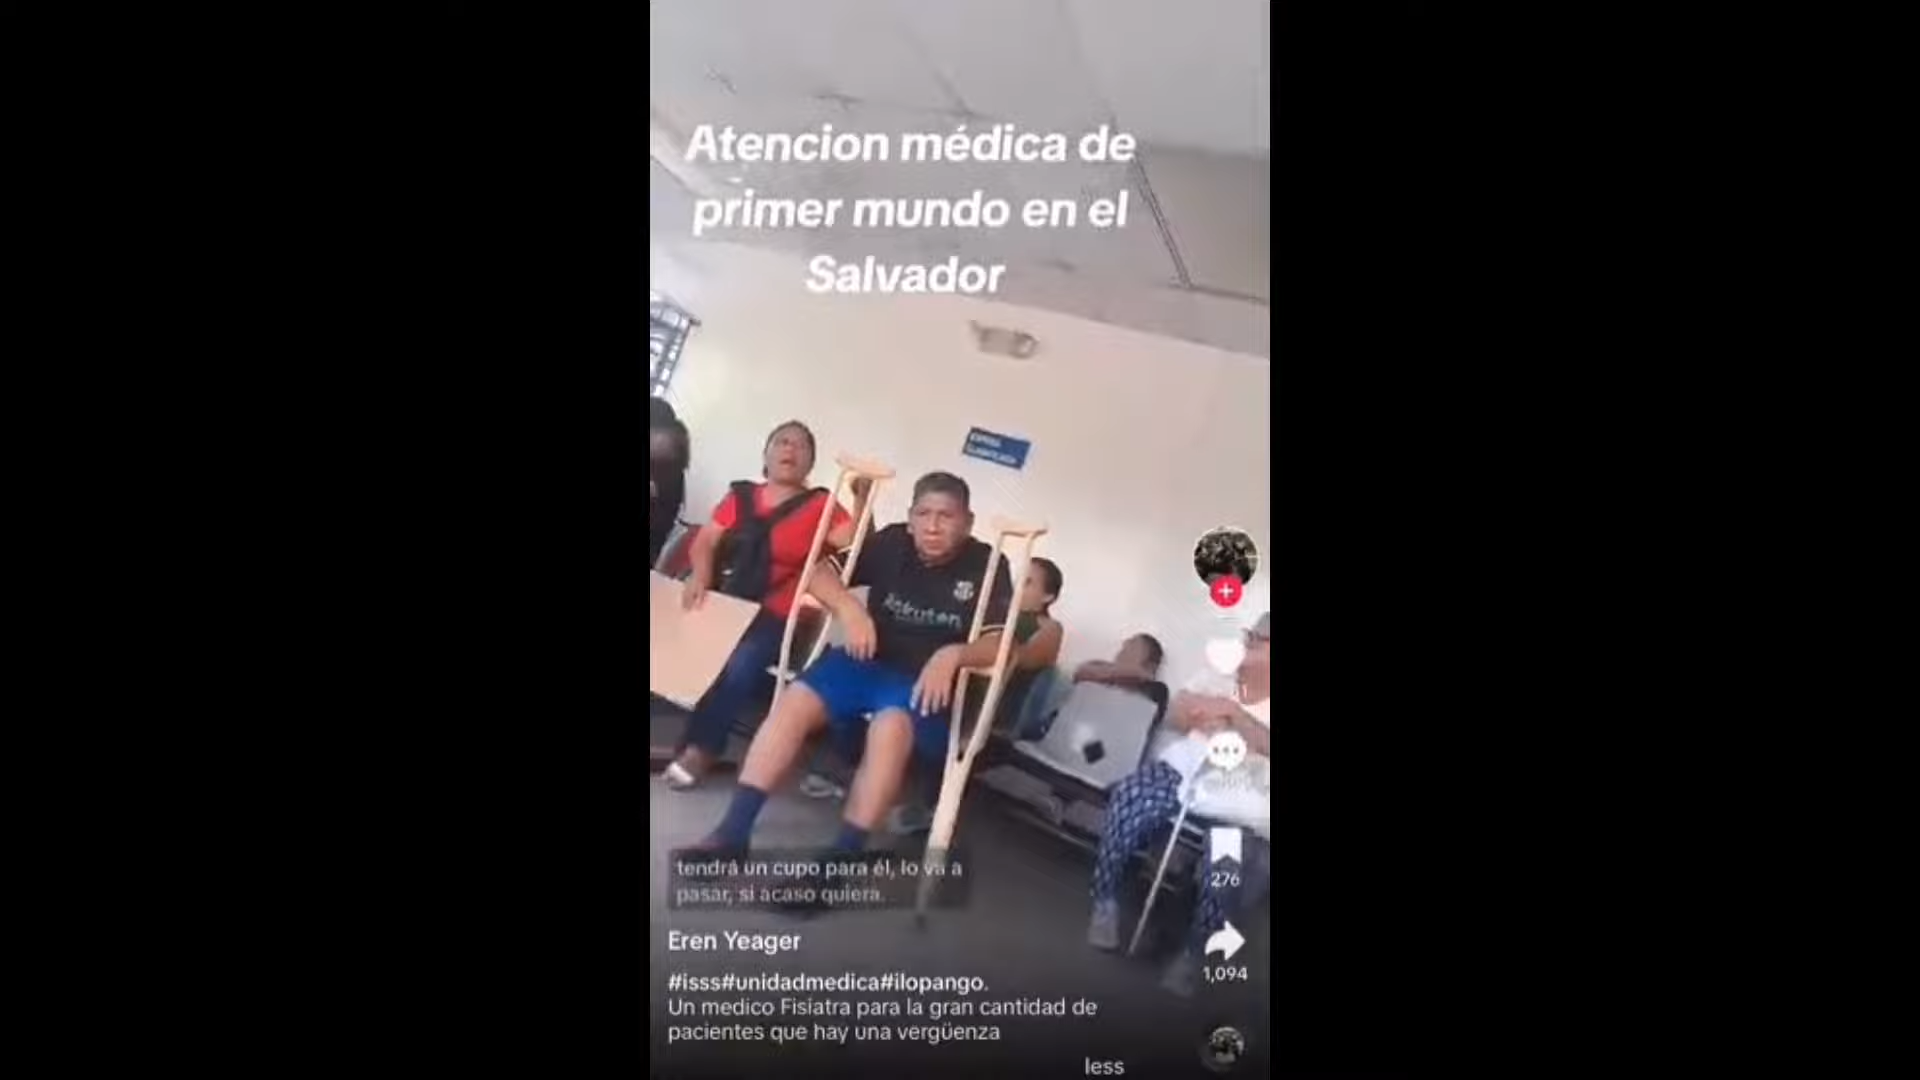 Atencion médica de
primer mundo en el
Salvador
Rakuten
tendrá un cupo para él, lo va a
pasar, si acaso quiera.
276
Eren Yeager
1,094
#isss#unidadmedica#ilopango.
Un medico Fisiatra para la gran cantidad de
pacientes que hay una vergüenza
less